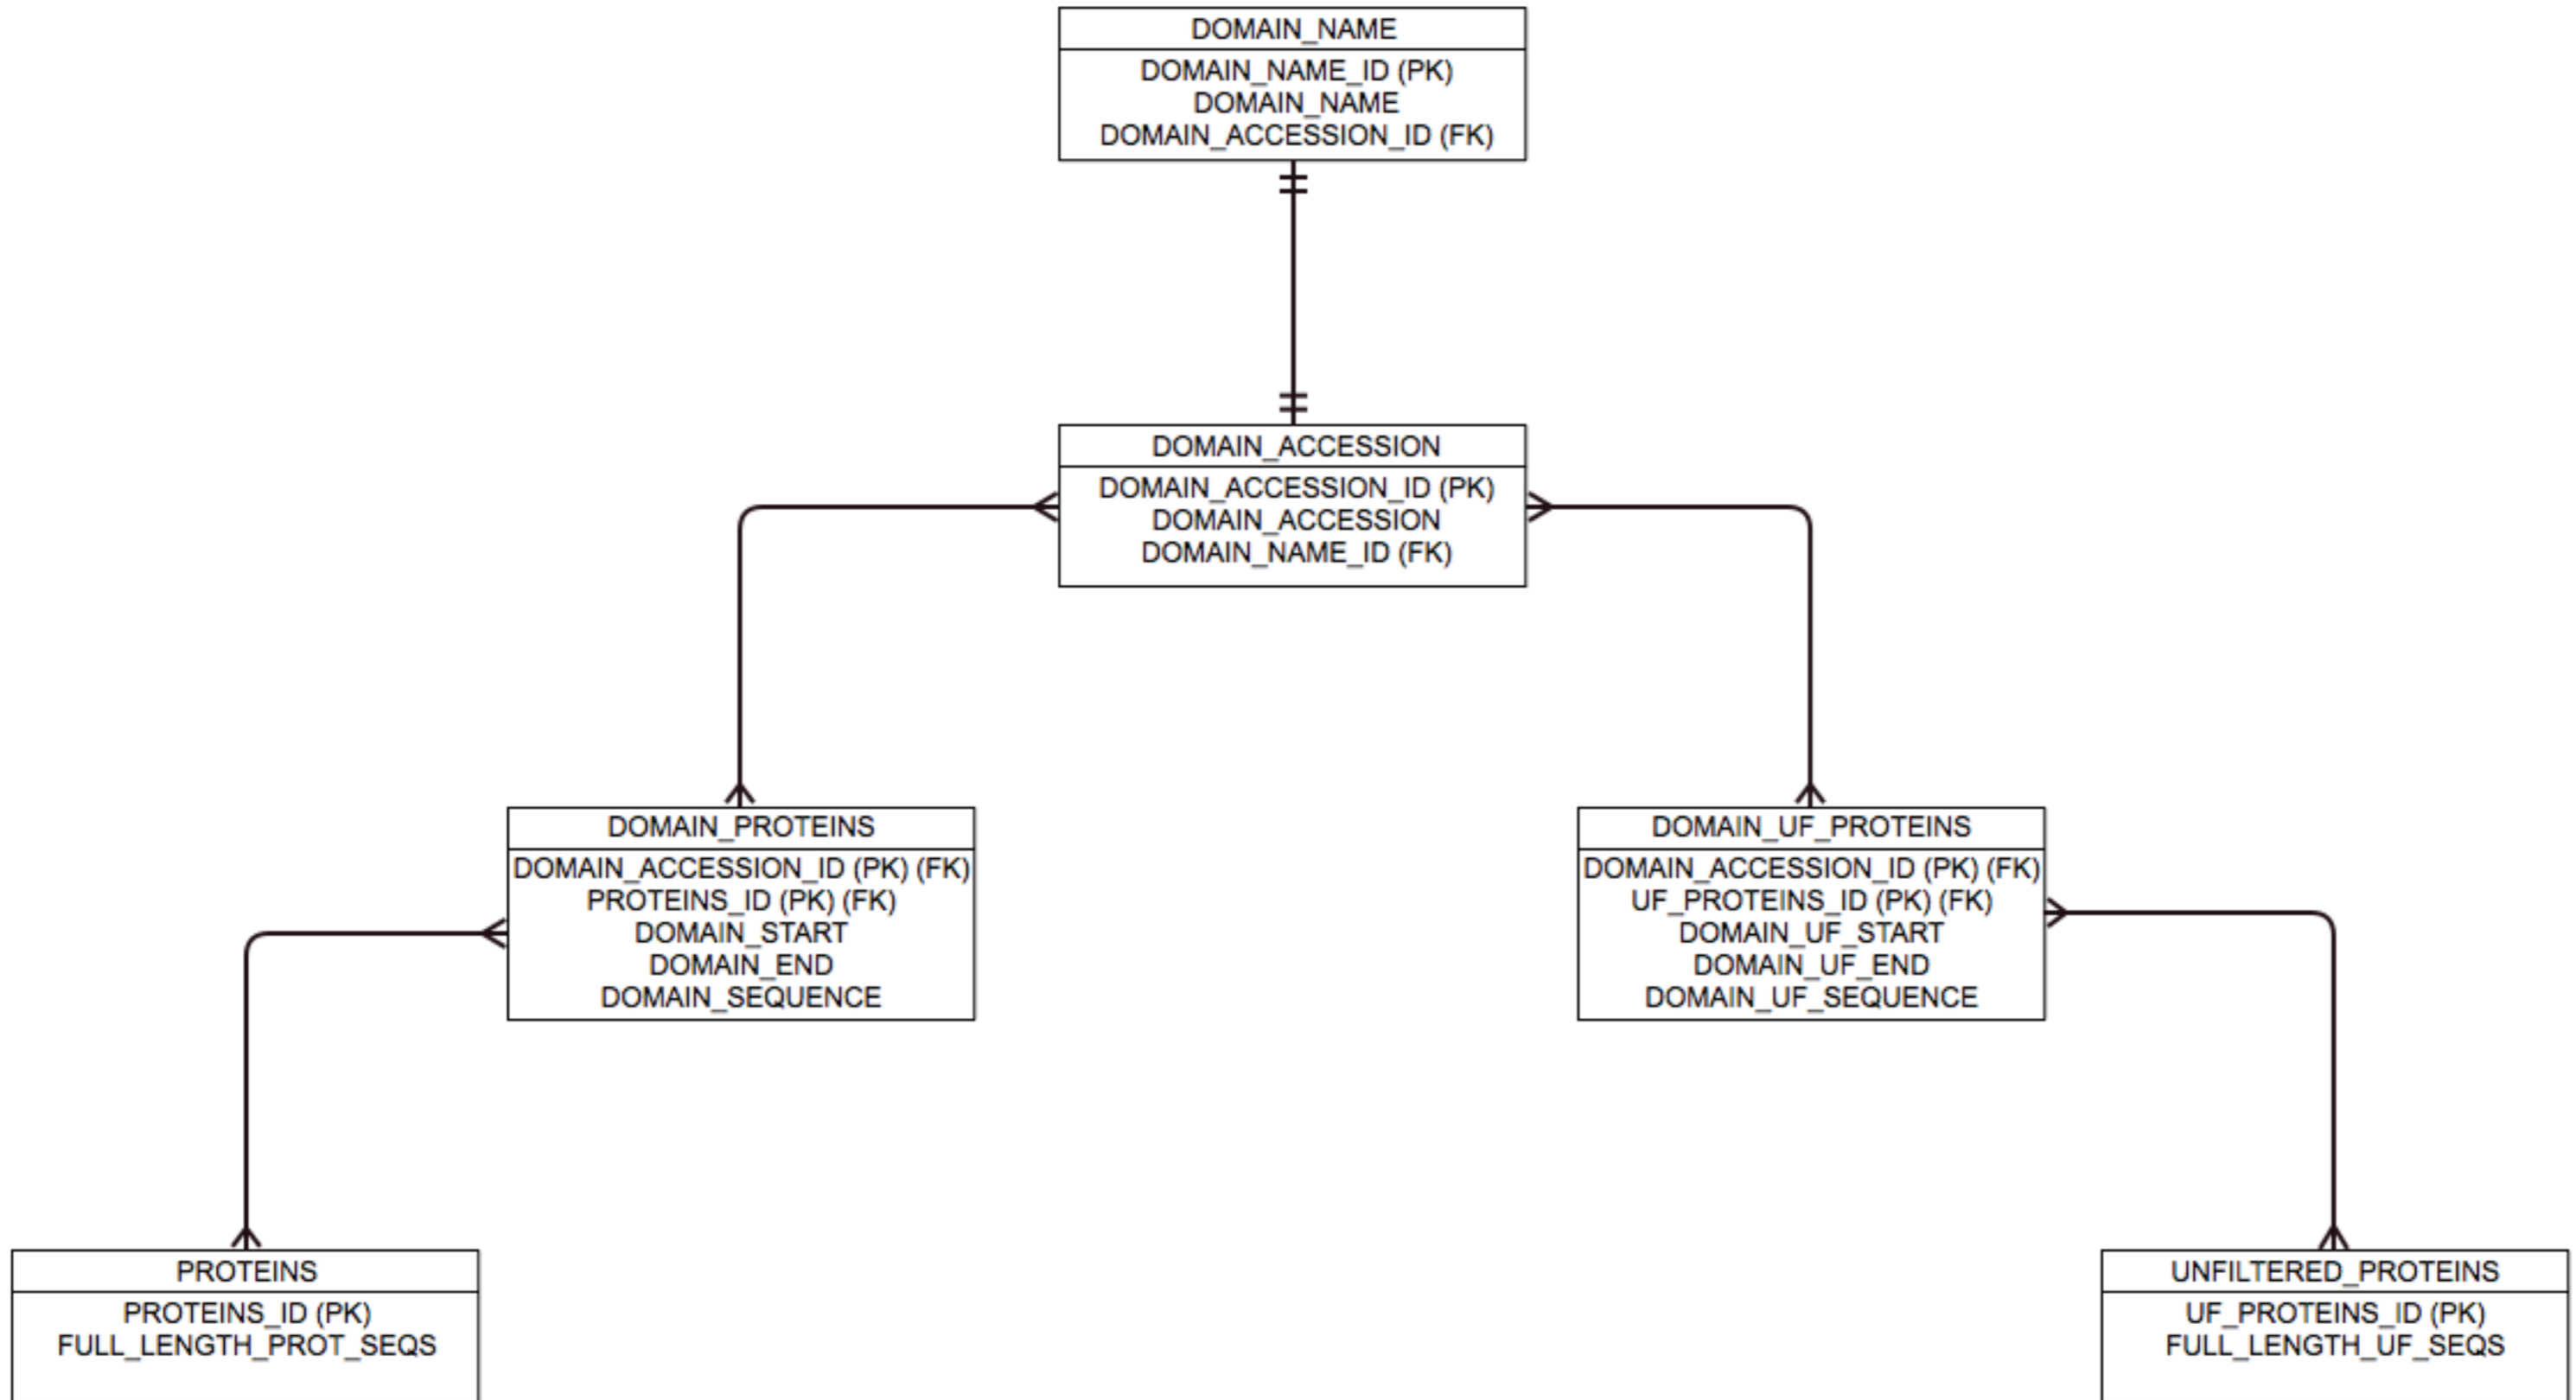 DOMAIN_NAME
DOMAIN_NAME_ID (PK)
DOMAIN_NAME
DOMAIN_ACCESSION_ID (FK)
DOMAIN_ACCESSION
DOMAIN_ACCESSION_ID (PK)
DOMAIN_ACCESSION
DOMAIN_NAME_ID (FK)
DOMAIN_PROTEINS
DOMAIN_ACCESSION_ID (PK) (FK)
PROTEINS_ID (PK) (FK)
DOMAIN_START
DOMAIN_END
DOMAIN_SEQUENCE
DOMAIN_UF_PROTEINS
DOMAIN_ACCESSION_ID (PK) (FK)
UF_PROTEINS_ID (PK) (FK)
DOMAIN_UF_START
DOMAIN_UF_END
DOMAIN_UF_SEQUENCE
PROTEINS
PROTEINS_ID (PK)
FULL_LENGTH_PROT_SEQS
UNFILTERED_PROTEINS
UF_PROTEINS_ID (PK)
FULL_LENGTH_UF_SEQS